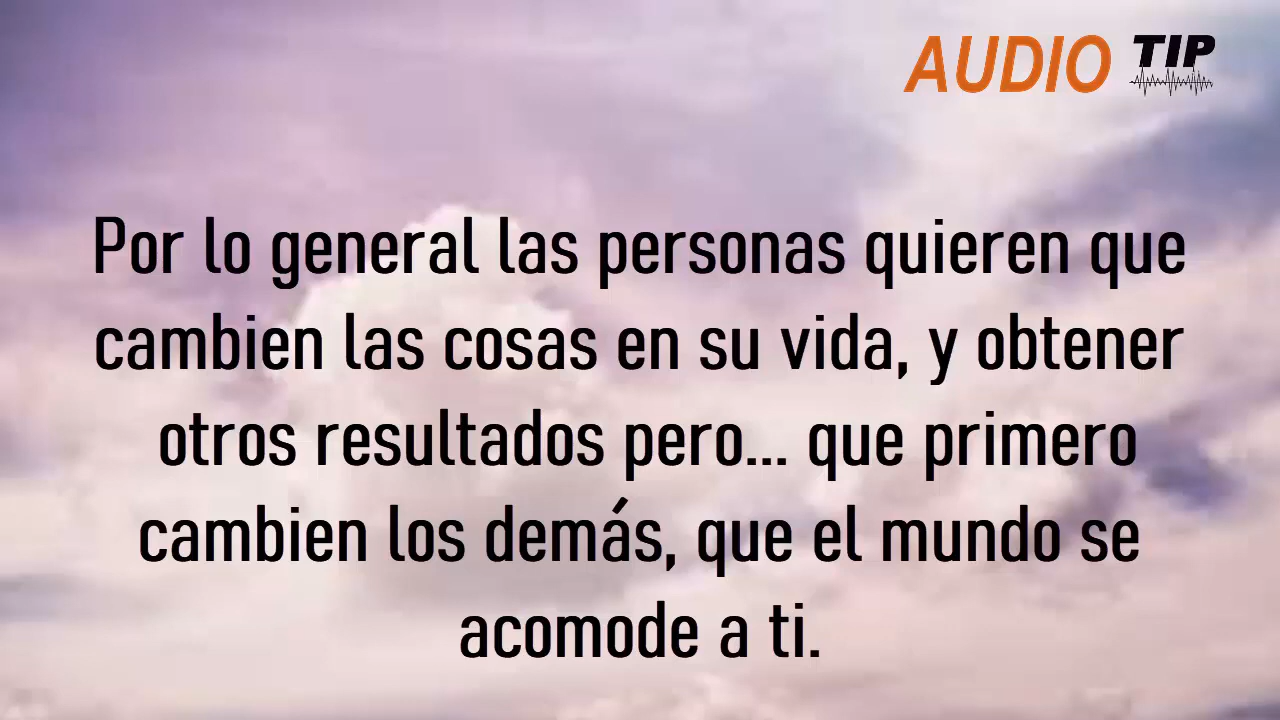 AUDIO TIP
Por lo general las personas quieren que
cambien las cosas en su vida, y obtener
otros resultados pero... que primero
cambien los demás, que el mundo se
acomode a ti.